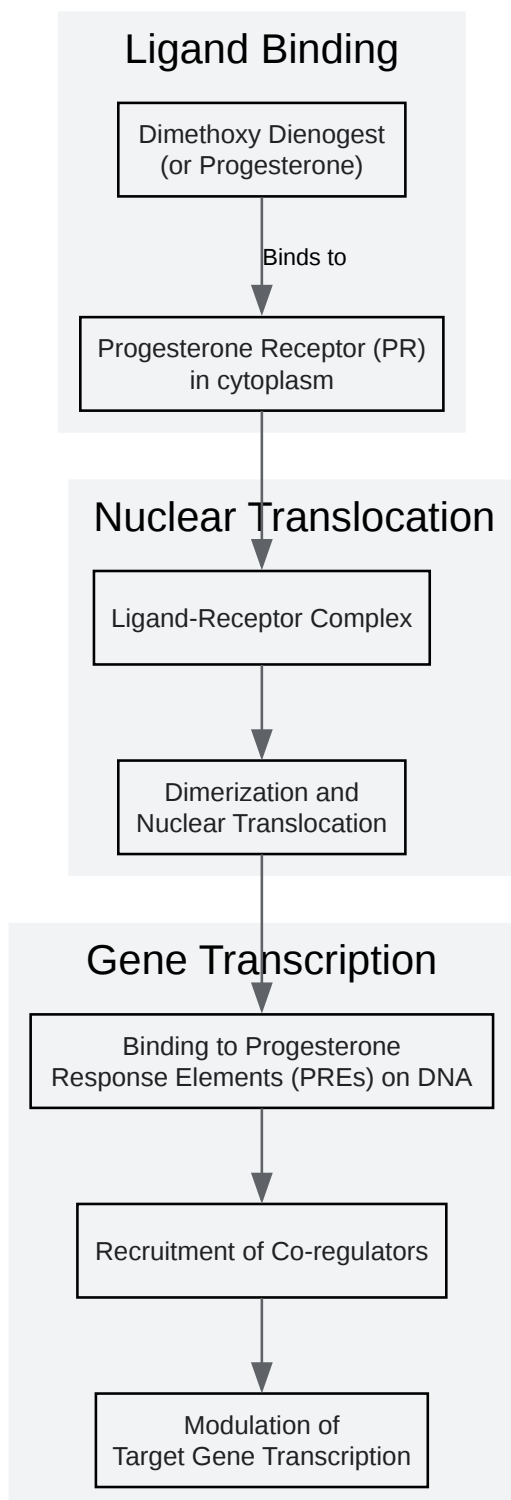 Ligand Binding
Dimethoxy Dienogest
(or Progesterone)
Binds to
Progesterone Receptor (PR)
in cytoplasm
Nuclear Translocation
Ligand-Receptor Complex
Dimerization and
Nuclear Translocation
Gene Transcription
Binding to Progesterone
Response Elements (PREs) on DNA
Recruitment of Co-regulators
Modulation of
Target Gene Transcription